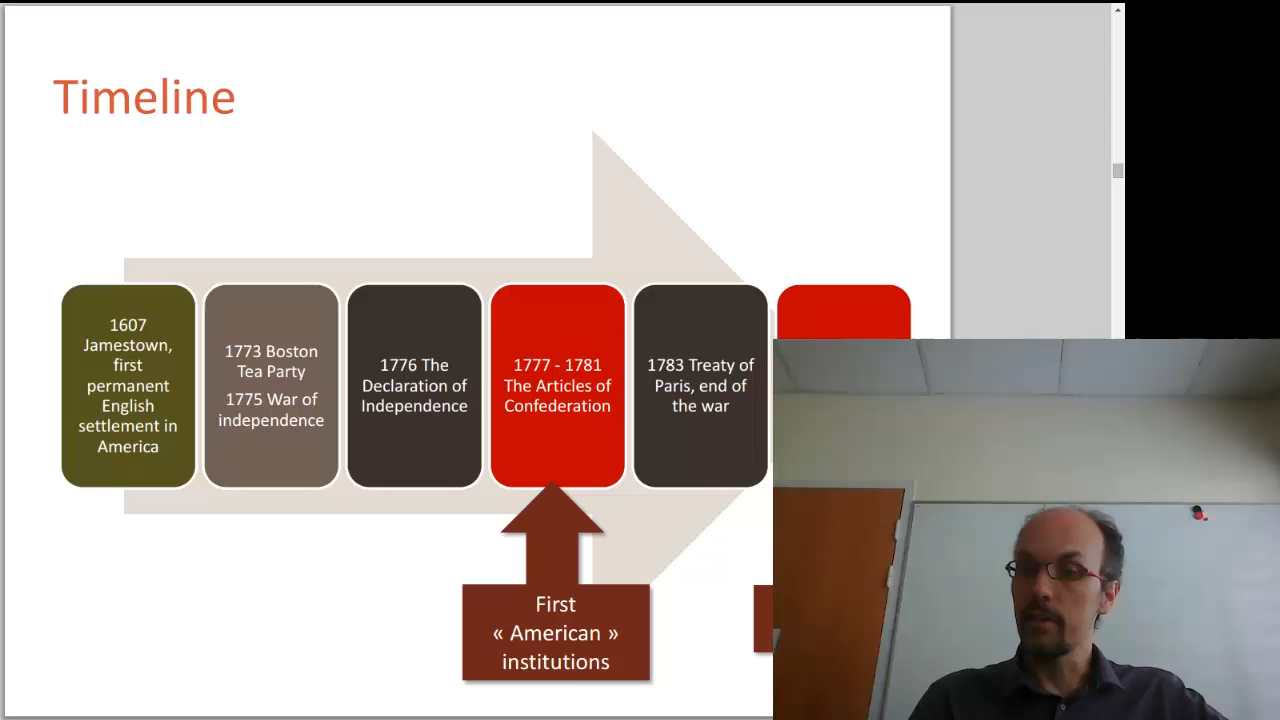 Timeline
1607
Jamestown,
first
permanent
English
settlement in
America
1773 Boston
Tea Party
1775 War of
independence
1776 The
Declaration of
Independence
1777 - 1781
The Articles of
Confederation
1783 Treaty of
Paris, end of
the war
First
« American »
institutions